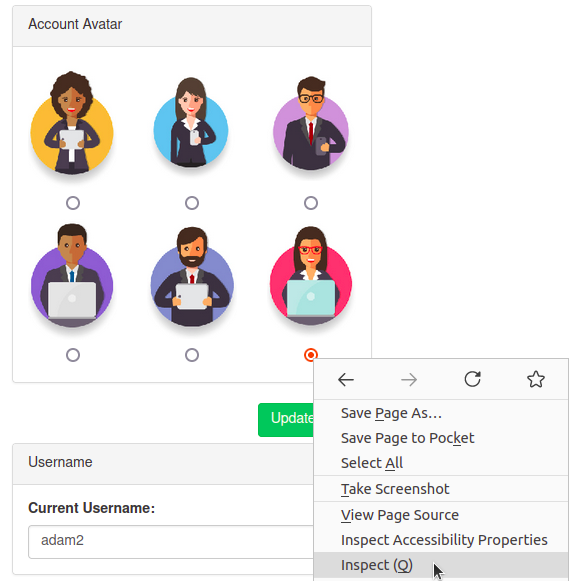 Account Avatar
Save Page As…
Save Page to Pocket
Select All
Take Screenshot
View Page Source
Inspect Accessibility Properties
Inspect (Q)
Update
Username
Current Username:
adam2